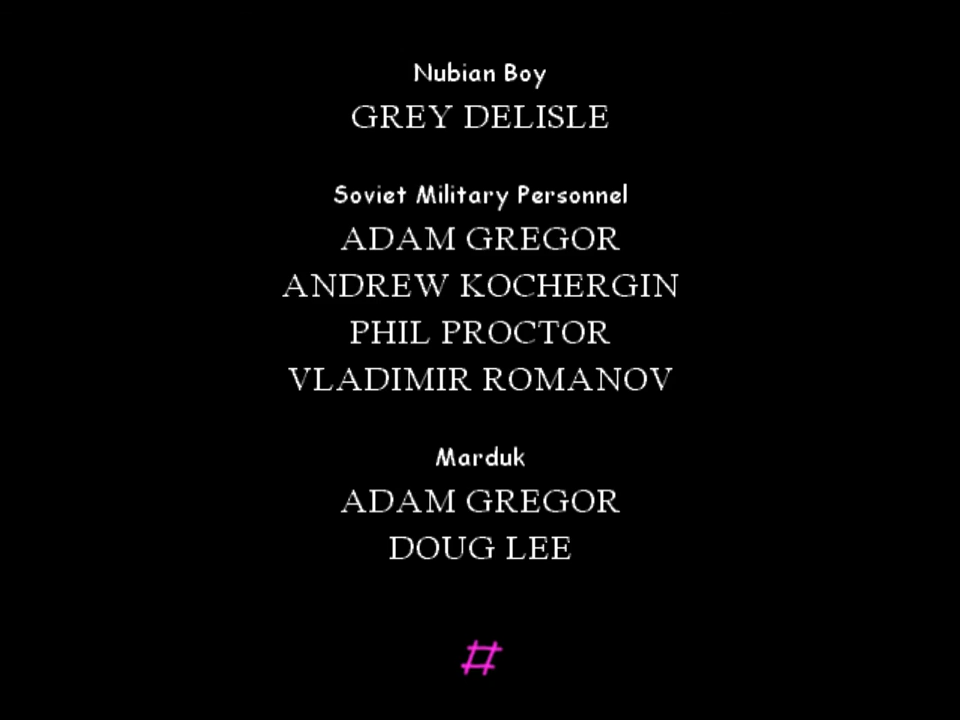 Nubian Boy
GREY DELISLE
Soviet Military Personnel
ADAM GREGOR
ANDREW KOCHERGIN
PHIL PROCTOR
VLADIMIR ROMANOV
Marduk
ADAM GREGOR
DOUG LEE
#